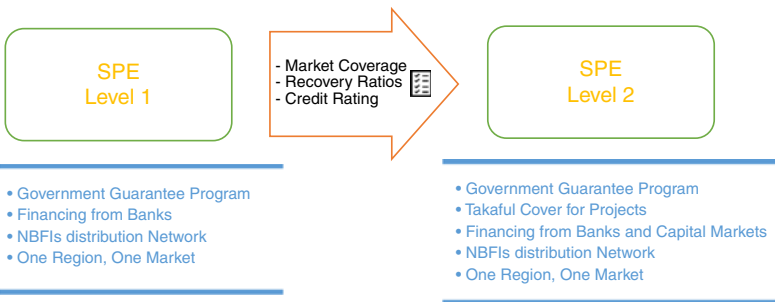 SPE
Level 1
- Market Coverage
- Recovery Ratios
- Credit Rating
SPE
Level 2
• Government Guarantee Program
• Financing from Banks
• NBFIs distribution Network
• One Region, One Market
• Government Guarantee Program
• Takaful Cover for Projects
• Financing from Banks and Capital Markets
• NBFIs distribution Network
• One Region, One Market